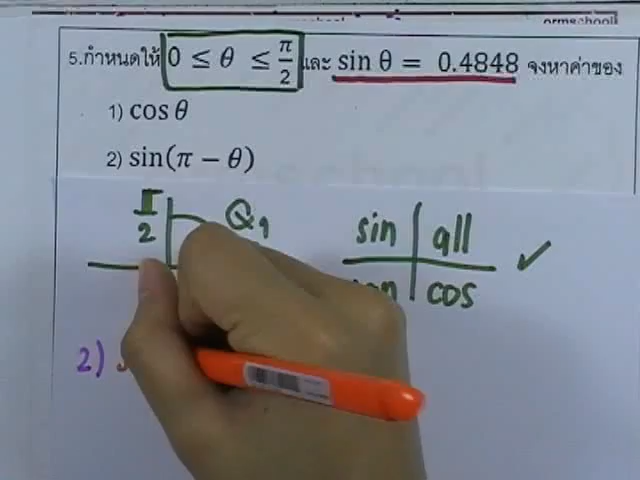 ormschool
5.กำหนดให้ 0 ≤ θ ≤ π/2 และ sin θ = 0.4848 จงหาค่าของ
1) cos θ
2) sin(π − θ)
π/2 Q1
sin all
cos
2)